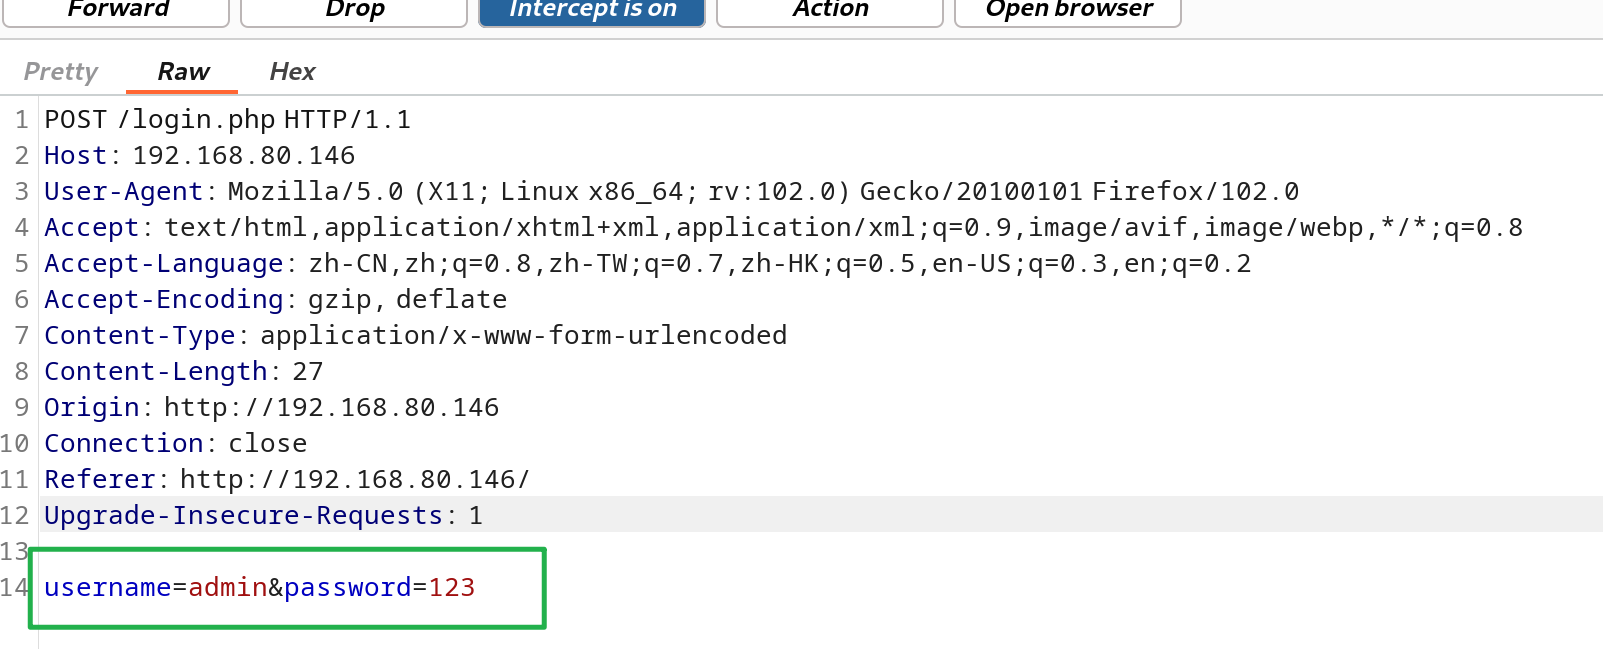 Forward Drop Intercept is on Action Open browser
Pretty Raw Hex
1 POST /login.php HTTP/1.1
2 Host: 192.168.80.146
3 User-Agent: Mozilla/5.0 (X11; Linux x86_64; rv:102.0) Gecko/20100101 Firefox/102.0
4 Accept: text/html,application/xhtml+xml,application/xml;q=0.9,image/avif,image/webp,*/*;q=0.8
5 Accept-Language: zh-CN,zh;q=0.8,zh-TW;q=0.7,zh-HK;q=0.5,en-US;q=0.3,en;q=0.2
6 Accept-Encoding: gzip, deflate
7 Content-Type: application/x-www-form-urlencoded
8 Content-Length: 27
9 Origin: http://192.168.80.146
10 Connection: close
11 Referer: http://192.168.80.146/
12 Upgrade-Insecure-Requests: 1
13
14 username=admin&password=123